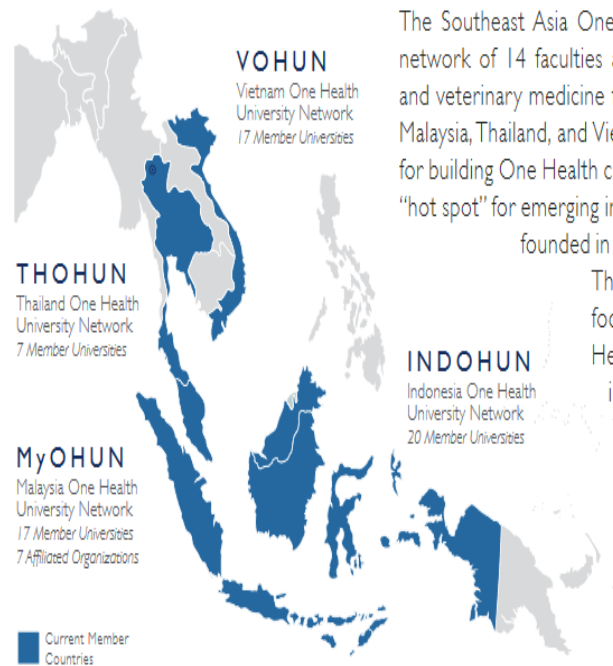 The Southeast Asia One
network of 14 faculties a
and veterinary medicine f
Malaysia, Thailand, and Vie
for building One Health c
"hot spot" for emerging in
founded in
Th
foc
He
i
VOHUN
Vietnam One Health
University Network
17 Member Universities
THOHUN
Thailand One Health
University Network
7 Member Universities
INDOHUN
Indonesia One Health
University Network
20 Member Universities
MyOHUN
Malaysia One Health
University Network
17 Member Universities
7 Affiliated Organizations
Current Member
Countries